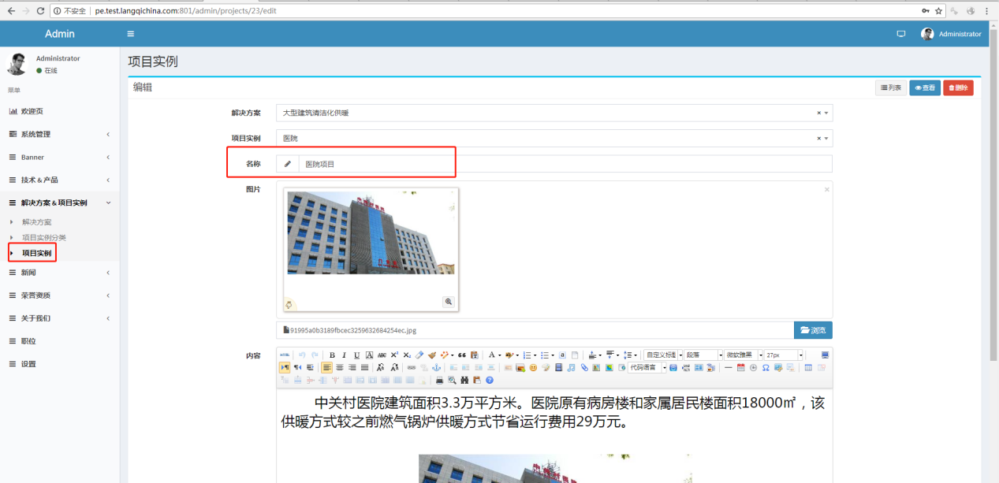 不安全 | pe.test.langqichina.com:801/admin/projects/23/edit
Admin
Administrator
Administrator
在线
菜单
欢迎页
系统管理
Banner
技术&产品
解决方案&项目实例
解决方案
项目实例分类
项目实例
新闻
荣誉资质
关于我们
职位
设置
项目实例
编辑
列表
查看
删除
解决方案 大型建筑清洁化供暖
项目实例 医院
名称 医院项目
图片
91995a0b3189fbcec3259632684254ec.jpg
浏览
内容
HTML B I U A ABC X² X₂ A a 自定义标题 段落 微软雅黑 27px
代码语言
中关村医院建筑面积3.3万平方米。医院原有病房楼和家属居民楼面积18000㎡，该
供暖方式较之前燃气锅炉供暖方式节省运行费用29万元。